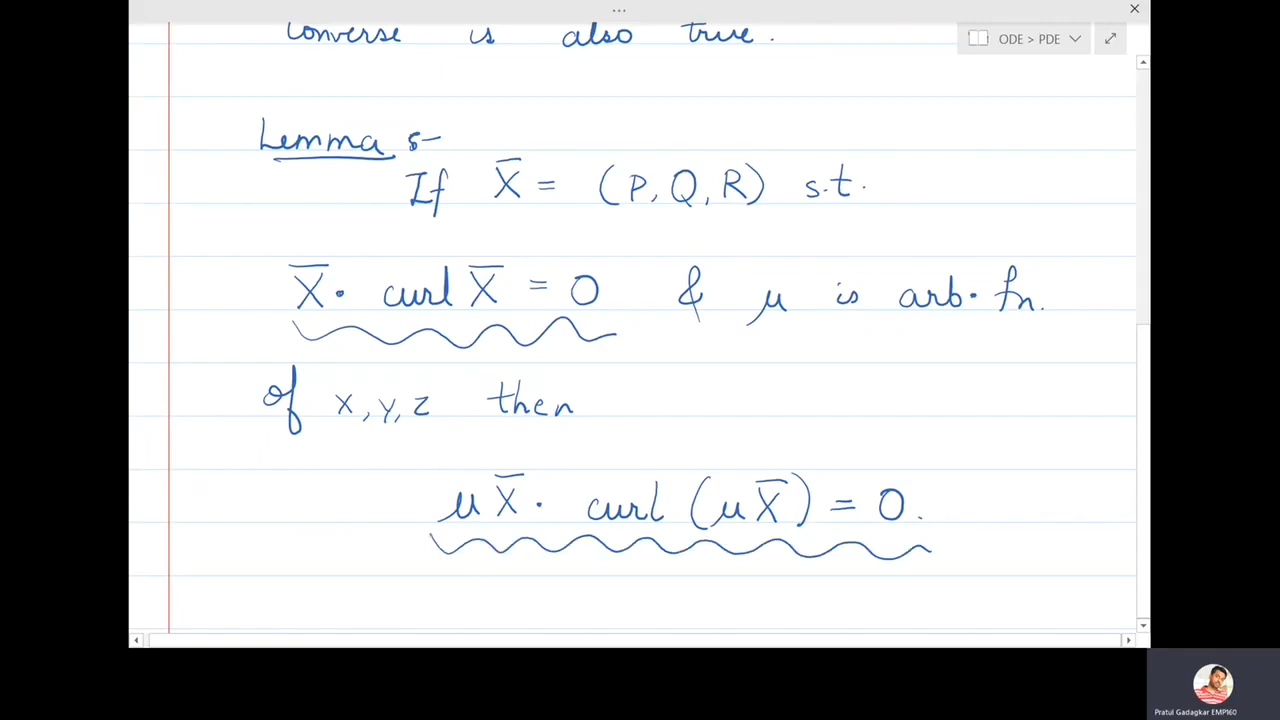 converse is also true.
ODE > PDE
Lemma :-
If X̄ = (P, Q, R) s.t.
X̄ · curl X̄ = 0 & μ is arb. fn.
of x, y, z then
μX̄ · curl (μX̄) = 0.
Pratul Gadagkar EMP160